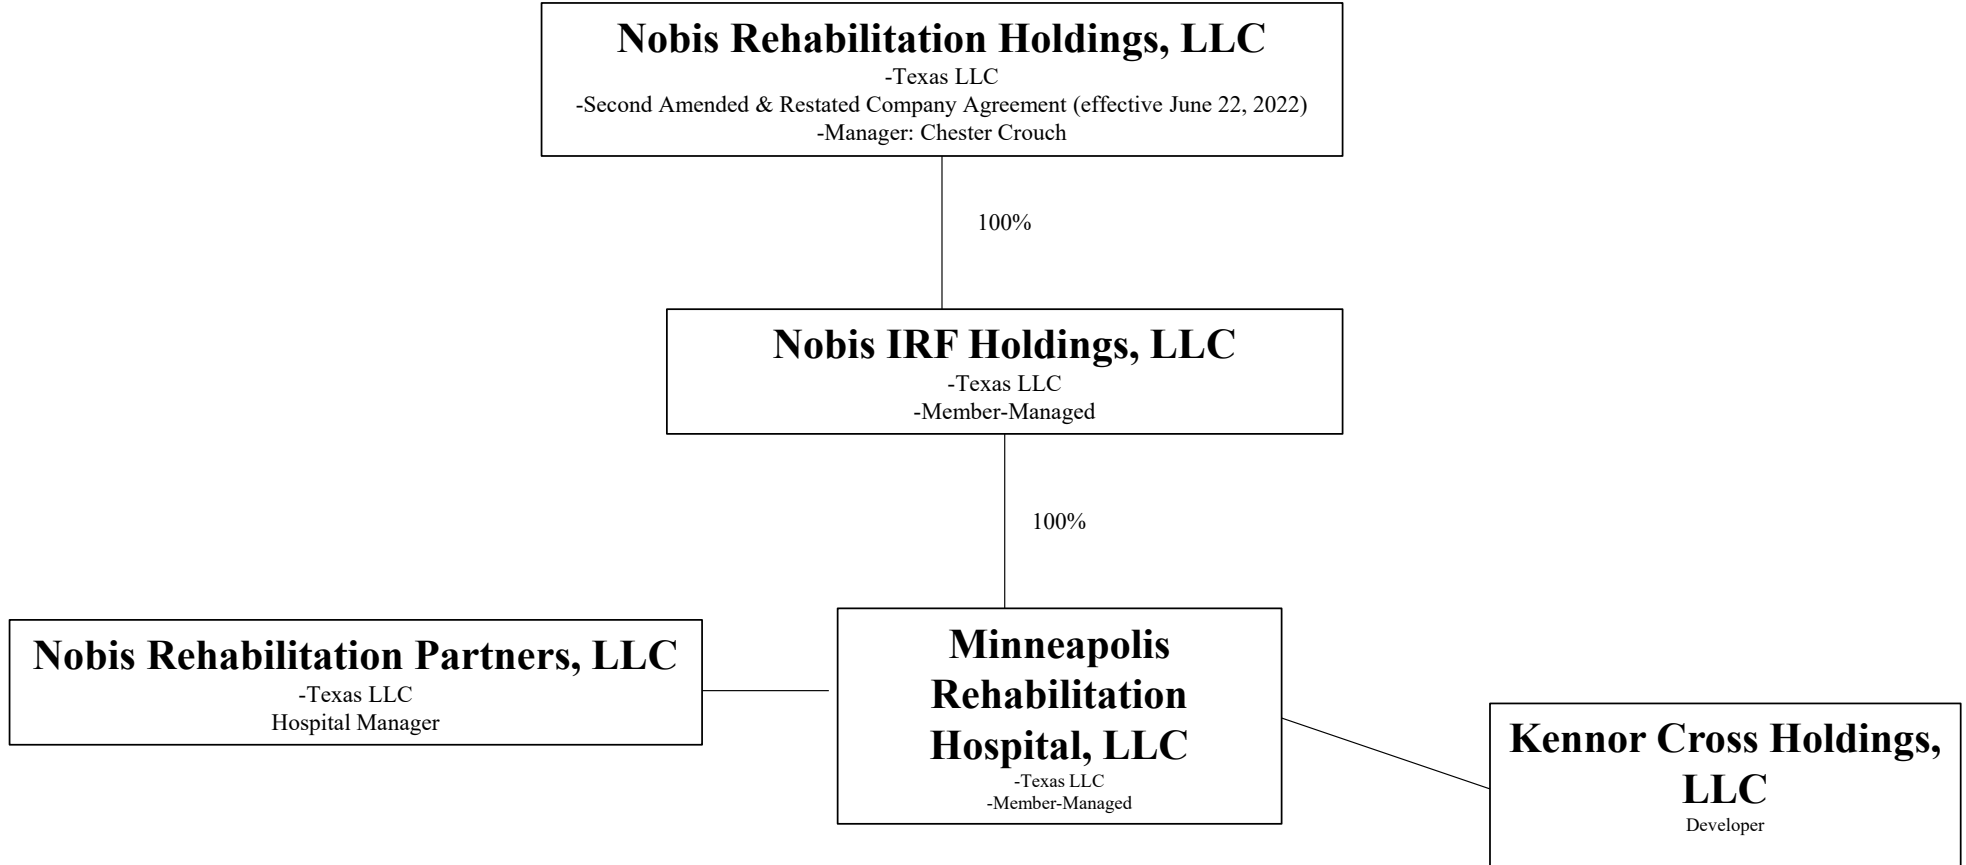 Nobis Rehabilitation Holdings, LLC
-Texas LLC
-Second Amended & Restated Company Agreement (effective June 22, 2022)
-Manager: Chester Crouch
100%
Nobis IRF Holdings, LLC
-Texas LLC
-Member-Managed
100%
Nobis Rehabilitation Partners, LLC
-Texas LLC
Hospital Manager
Minneapolis
Rehabilitation
Hospital, LLC
-Texas LLC
-Member-Managed
Kennor Cross Holdings,
LLC
Developer